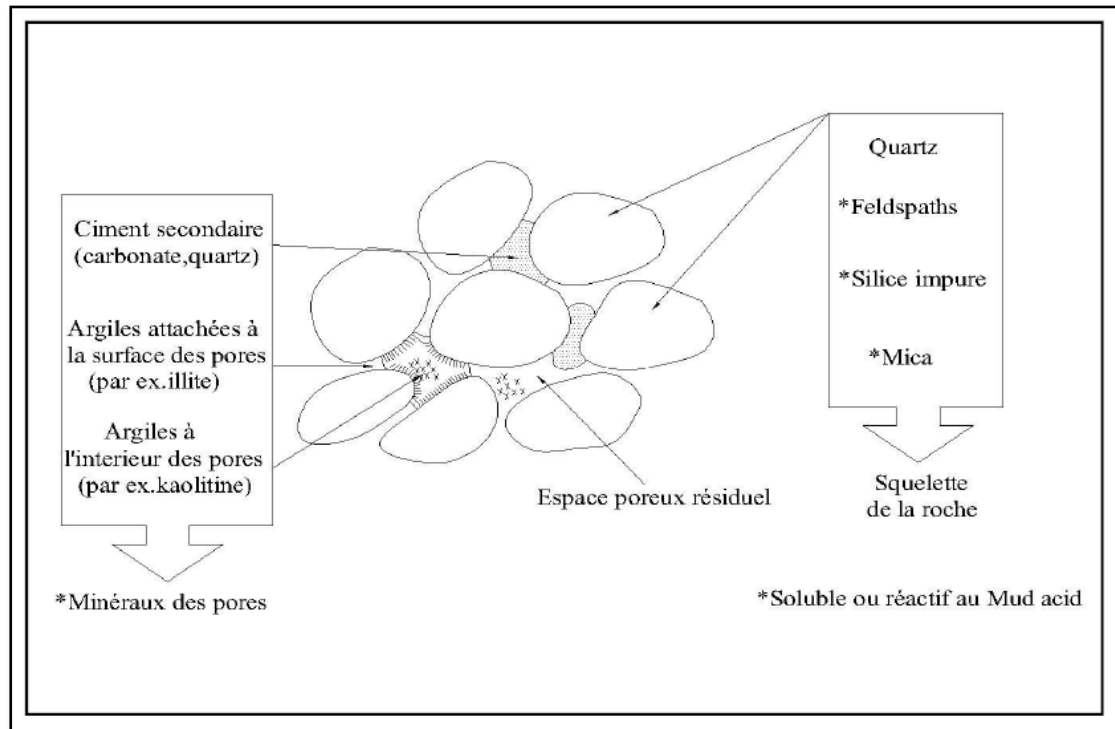 Ciment secondaire
(carbonate,quartz)
Argiles attachées à
la surface des pores
(par ex.illite)
Argiles à
l'interieur des pores
(par ex.kaolitine)
*Minéraux des pores
Espace poreux résiduel
Quartz
*Feldspaths
*Silice impure
*Mica
Squelette
de la roche
*Soluble ou réactif au Mud acid